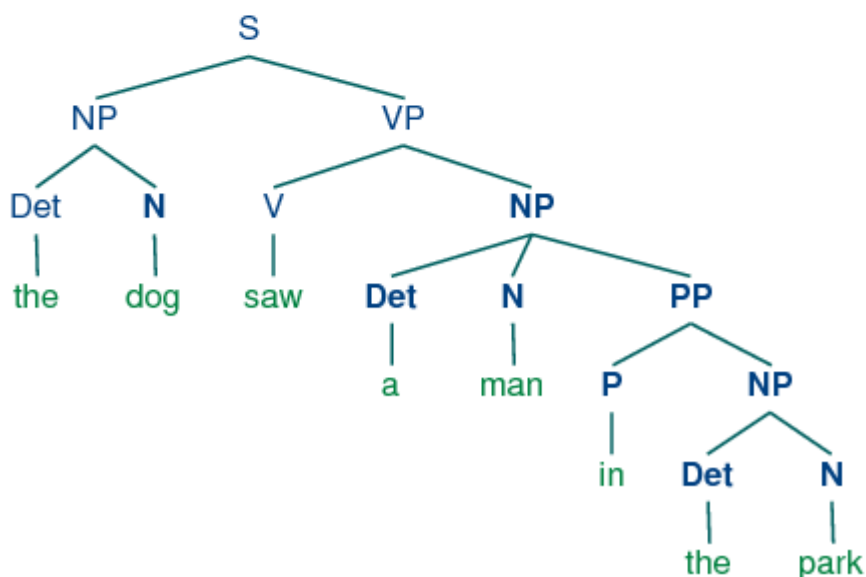 S
NP VP
Det N V NP
the dog saw Det N PP
a man P NP
in Det N
the park